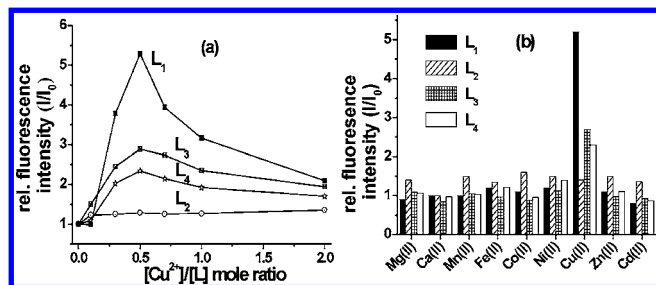 (a)
rel. fluorescence
intensity (I/I₀)
6
5
4
3
2
1
L₁
L₃
L₄
L₂
0.0 0.5 1.0 1.5 2.0
[Cu²⁺]/[L] mole ratio
(b)
rel. fluorescence
intensity (I/I₀)
5
4
3
2
1
L₁
L₂
L₃
L₄
Mg(II) Ca(II) Mn(II) Fe(II) Co(II) Ni(II) Cu(II) Zn(II) Cd(II)